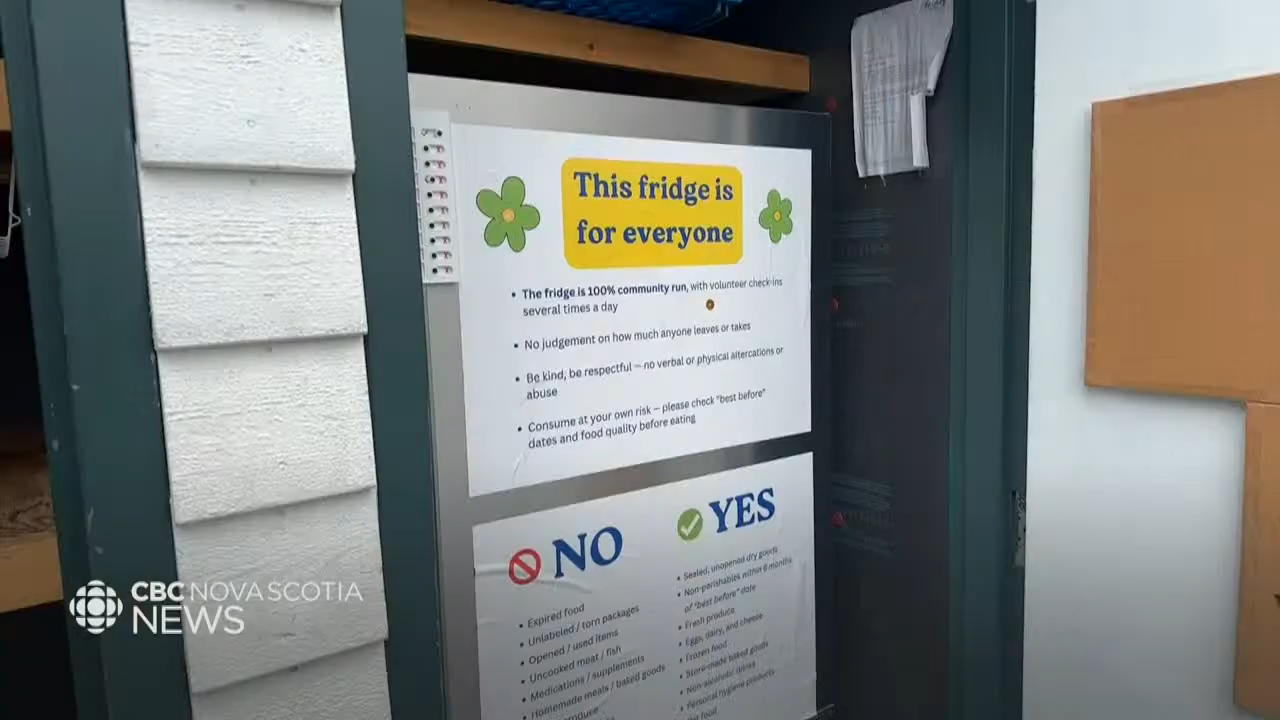 This fridge is
for everyone
• The fridge is 100% community run, with volunteer check-ins
several times a day
• No judgement on how much anyone leaves or takes
• Be kind, be respectful – no verbal or physical altercations or
abuse
• Consume at your own risk – please check "best before"
dates and food quality before eating
NO
• Expired food
• Unlabeled / torn packages
• Opened / used items
• Uncooked meat / fish
• Medications / supplements
• Homemade meals / baked goods
produce
YES
• Sealed, unopened dry goods
• Non-parishables within 6 months
of "best before" date
• Fresh produce
• Eggs, dairy, and cheese
• Frozen food
• Store-made baked goods
• Non-alcoholic drinks
• Personal hygiene products
food
CBC NOVA SCOTIA
NEWS